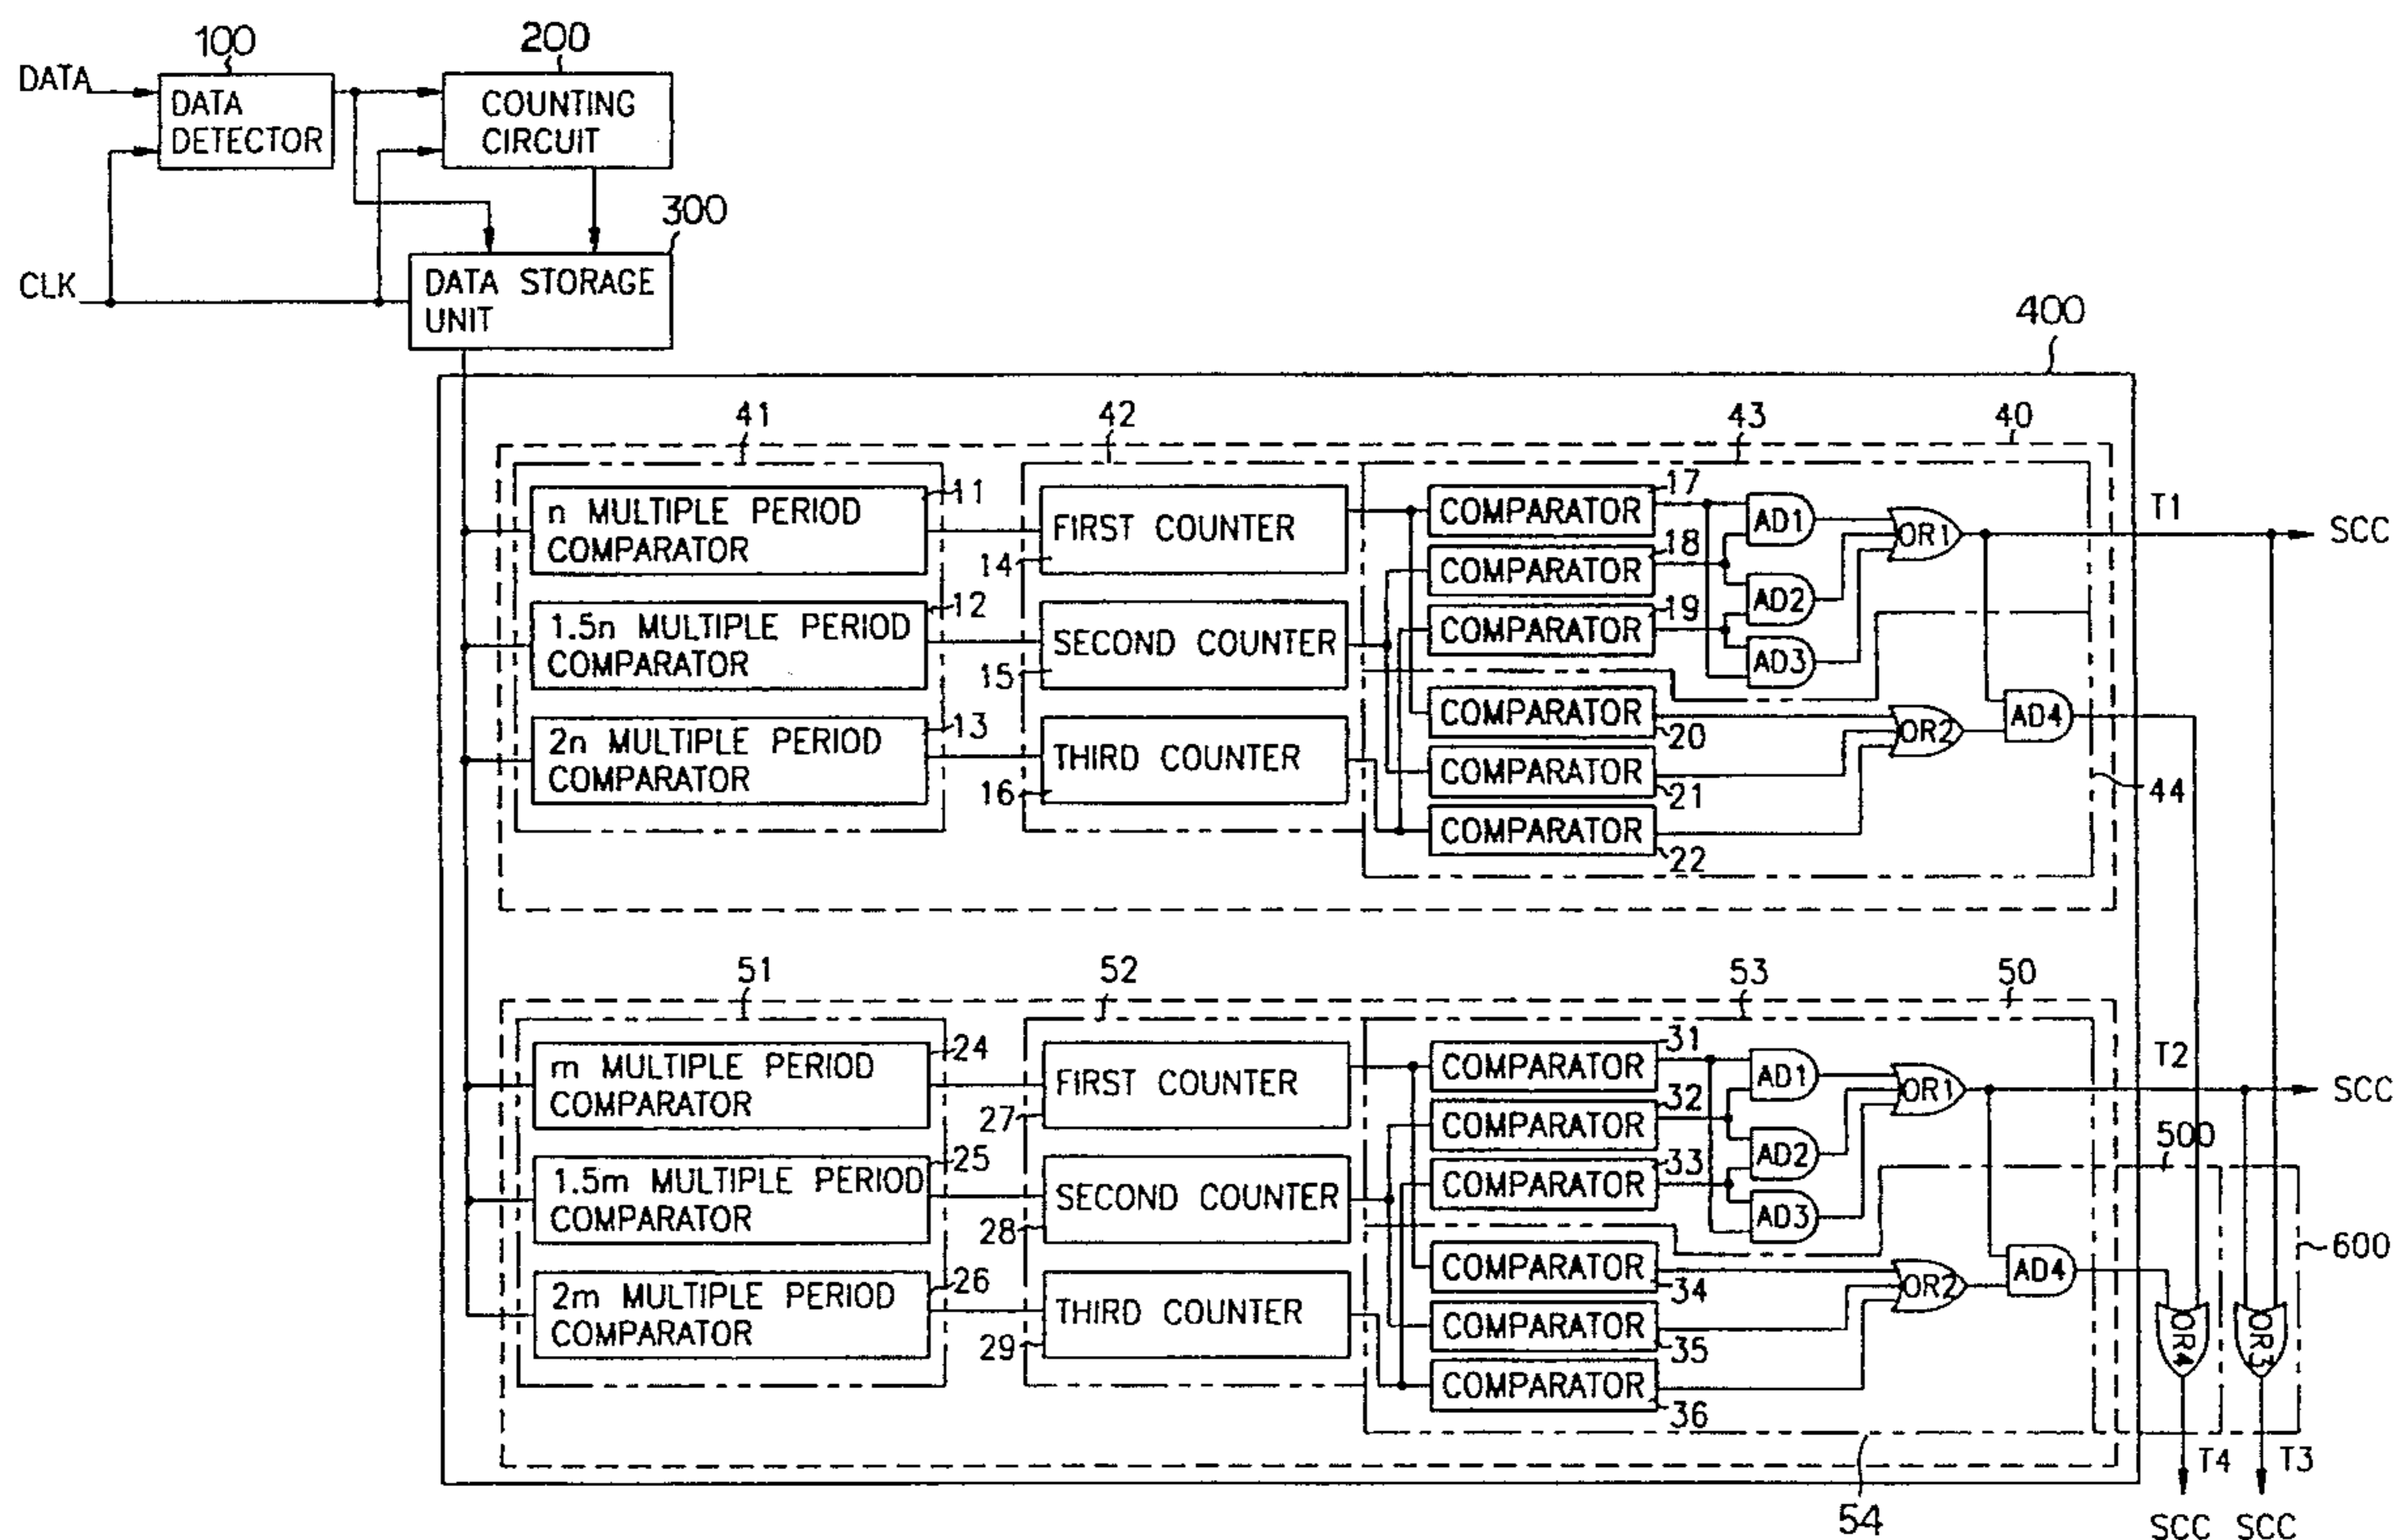 100
200
DATA
DATA
DETECTOR
COUNTING
CIRCUIT
300
CLK
DATA STORAGE
UNIT
400
41
42
43
40
n MULTIPLE PERIOD
COMPARATOR
11
FIRST COUNTER
14
COMPARATOR
17
AD1
OR1
T1
SCC
COMPARATOR
18
1.5n MULTIPLE PERIOD
COMPARATOR
12
SECOND COUNTER
15
COMPARATOR
19
AD2
AD3
2n MULTIPLE PERIOD
COMPARATOR
13
THIRD COUNTER
16
COMPARATOR
20
OR2
AD4
COMPARATOR
21
44
COMPARATOR
22
51
52
53
50
m MULTIPLE PERIOD
COMPARATOR
24
FIRST COUNTER
27
COMPARATOR
31
AD1
OR1
T2
SCC
COMPARATOR
32
1.5m MULTIPLE PERIOD
COMPARATOR
25
SECOND COUNTER
28
COMPARATOR
33
AD2
AD3
500
600
2m MULTIPLE PERIOD
COMPARATOR
26
THIRD COUNTER
29
COMPARATOR
34
OR2
AD4
COMPARATOR
35
COMPARATOR
36
OR4
OR3
54
T4
T3
SCC
SCC